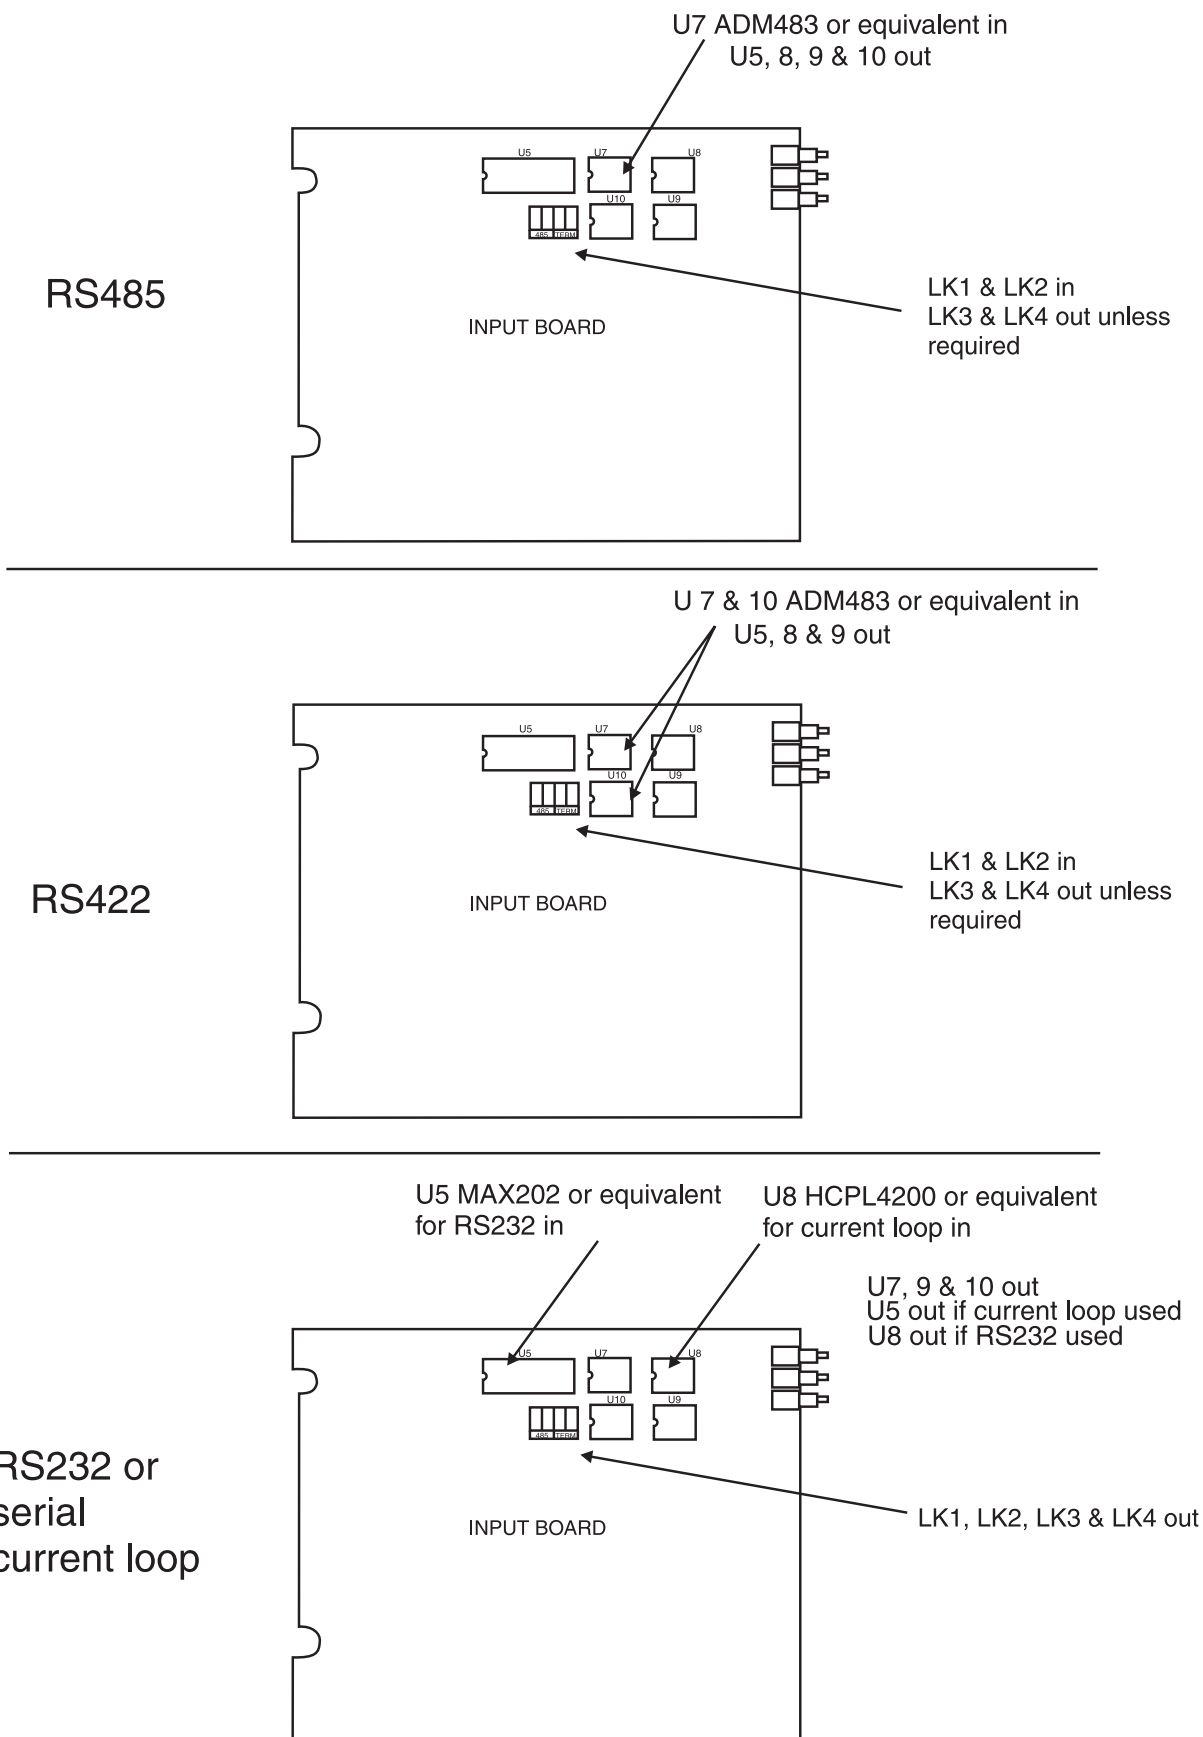 U7 ADM483 or equivalent in
U5, 8, 9 & 10 out
U5
U7
U8
U10
U9
485 TERM
RS485
INPUT BOARD
LK1 & LK2 in
LK3 & LK4 out unless
required
U 7 & 10 ADM483 or equivalent in
U5, 8 & 9 out
U5
U7
U8
U10
U9
485 TERM
RS422
INPUT BOARD
LK1 & LK2 in
LK3 & LK4 out unless
required
U5 MAX202 or equivalent
for RS232 in
U8 HCPL4200 or equivalent
for current loop in
U7, 9 & 10 out
U5 out if current loop used
U8 out if RS232 used
U5
U7
U8
U10
U9
485 TERM
RS232 or
serial
current loop
INPUT BOARD
LK1, LK2, LK3 & LK4 out